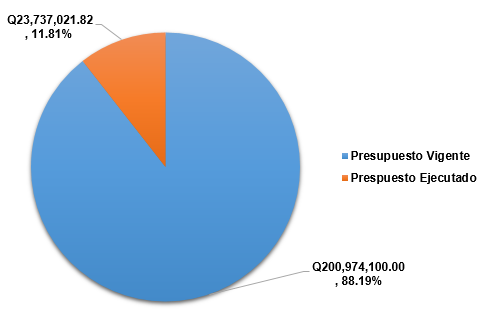 Q23,737,021.82
, 11.81%
Presupuesto Vigente
Prespuesto Ejecutado
Q200,974,100.00
, 88.19%